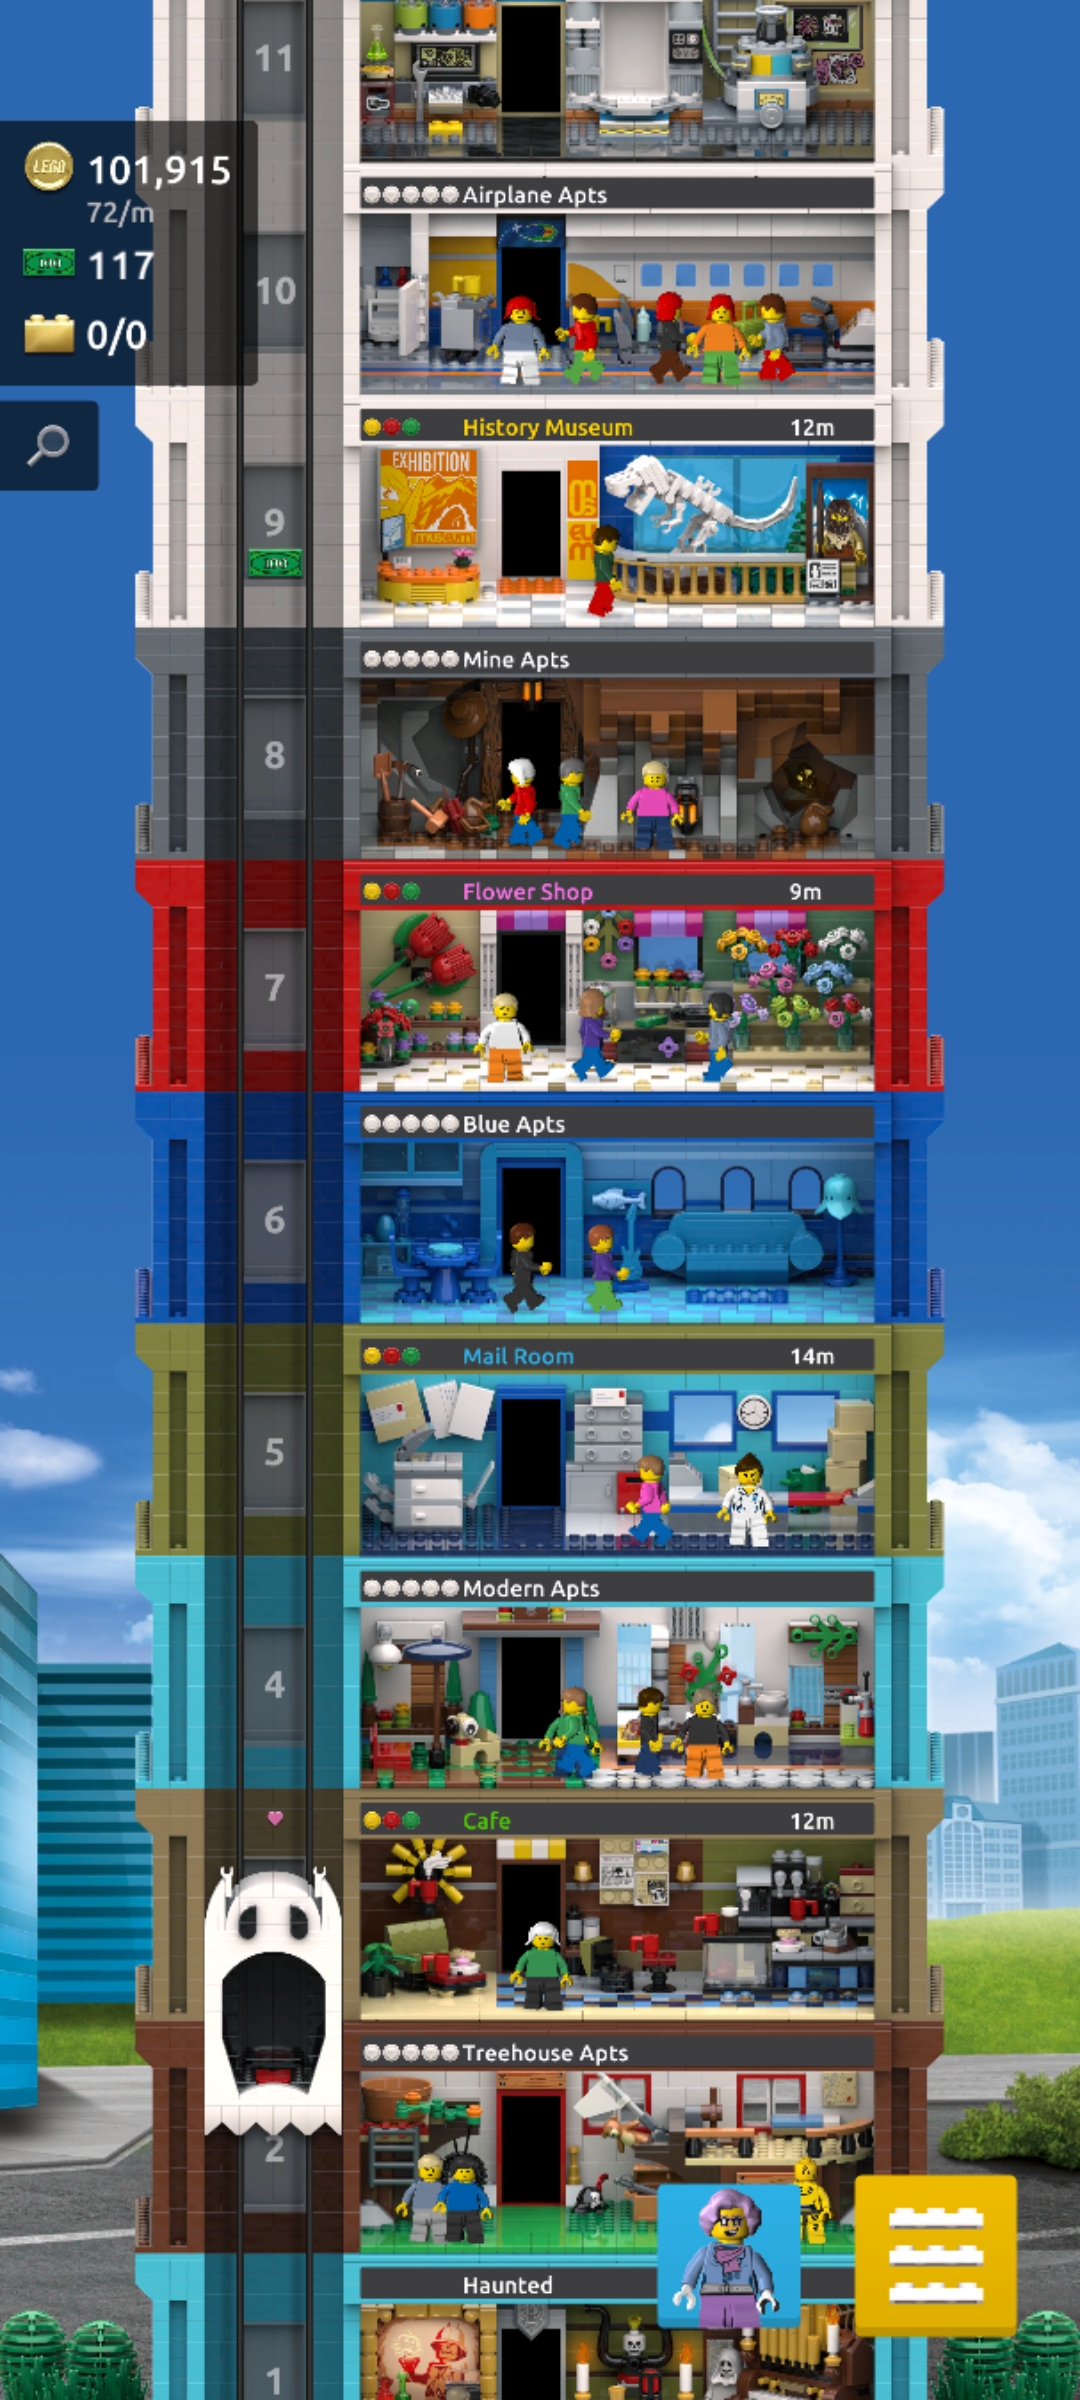 11
LEGO 101,915
72/m
117
0/0
Airplane Apts
10
History Museum 12m
EXHIBITION
museum
mus
eum
9
Mine Apts
8
Flower Shop 9m
7
Blue Apts
6
Mail Room 14m
5
Modern Apts
4
Cafe 12m
Treehouse Apts
2
Haunted
1